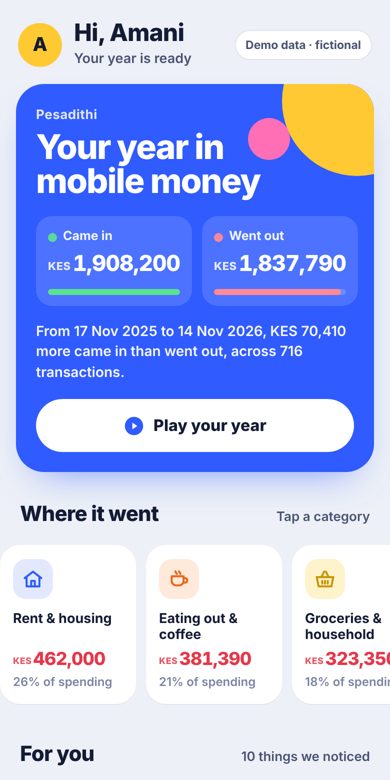 A
Hi, Amani
Your year is ready
Demo data · fictional
Pesadithi
Your year in
mobile money
Came in
KES 1,908,200
Went out
KES 1,837,790
From 17 Nov 2025 to 14 Nov 2026, KES 70,410
more came in than went out, across 716
transactions.
Play your year
Where it went
Tap a category
Rent & housing
KES 462,000
26% of spending
Eating out &
coffee
KES 381,390
21% of spending
Groceries &
household
KES 323,350
18% of spending
For you
10 things we noticed